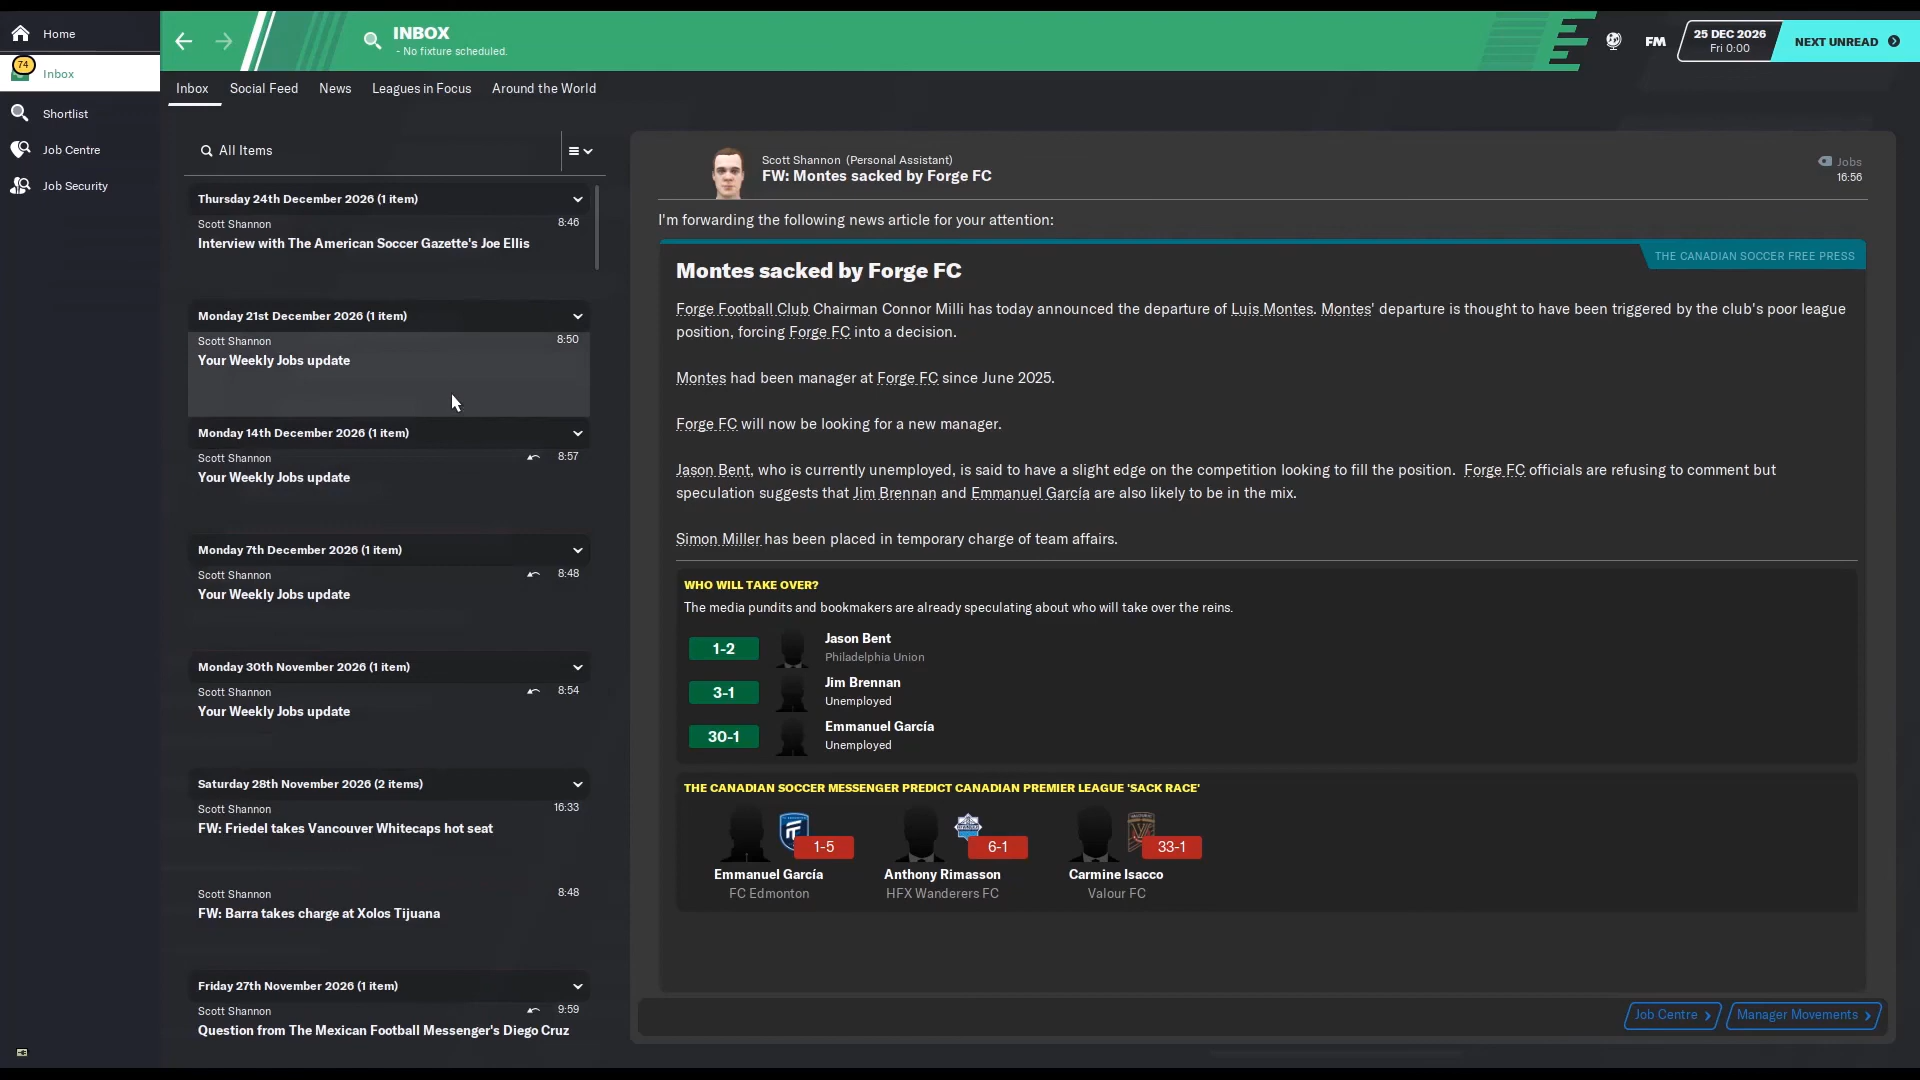 Home
74
Inbox
Shortlist
Job Centre
Job Security
INBOX
- No fixture scheduled.
FM
25 DEC 2026
Fri 0:00
NEXT UNREAD
Inbox
Social Feed
News
Leagues in Focus
Around the World
All Items
Thursday 24th December 2026 (1 item)
Scott Shannon
8:46
Interview with The American Soccer Gazette's Joe Ellis
Monday 21st December 2026 (1 item)
Scott Shannon
8:50
Your Weekly Jobs update
Monday 14th December 2026 (1 item)
Scott Shannon
8:57
Your Weekly Jobs update
Monday 7th December 2026 (1 item)
Scott Shannon
8:48
Your Weekly Jobs update
Monday 30th November 2026 (1 item)
Scott Shannon
8:54
Your Weekly Jobs update
Saturday 28th November 2026 (2 items)
Scott Shannon
16:33
FW: Friedel takes Vancouver Whitecaps hot seat
Scott Shannon
8:48
FW: Barra takes charge at Xolos Tijuana
Friday 27th November 2026 (1 item)
Scott Shannon
9:59
Question from The Mexican Football Messenger's Diego Cruz
Scott Shannon (Personal Assistant)
FW: Montes sacked by Forge FC
Jobs
16:56
I'm forwarding the following news article for your attention:
THE CANADIAN SOCCER FREE PRESS
Montes sacked by Forge FC
Forge Football Club Chairman Connor Milli has today announced the departure of Luis Montes. Montes' departure is thought to have been triggered by the club's poor league
position, forcing Forge FC into a decision.
Montes had been manager at Forge FC since June 2025.
Forge FC will now be looking for a new manager.
Jason Bent, who is currently unemployed, is said to have a slight edge on the competition looking to fill the position. Forge FC officials are refusing to comment but
speculation suggests that Jim Brennan and Emmanuel García are also likely to be in the mix.
Simon Miller has been placed in temporary charge of team affairs.
WHO WILL TAKE OVER?
The media pundits and bookmakers are already speculating about who will take over the reins.
1-2
Jason Bent
Philadelphia Union
3-1
Jim Brennan
Unemployed
30-1
Emmanuel García
Unemployed
THE CANADIAN SOCCER MESSENGER PREDICT CANADIAN PREMIER LEAGUE 'SACK RACE'
1-5
6-1
33-1
Emmanuel García
Anthony Rimasson
Carmine Isacco
FC Edmonton
HFX Wanderers FC
Valour FC
Job Centre
Manager Movements